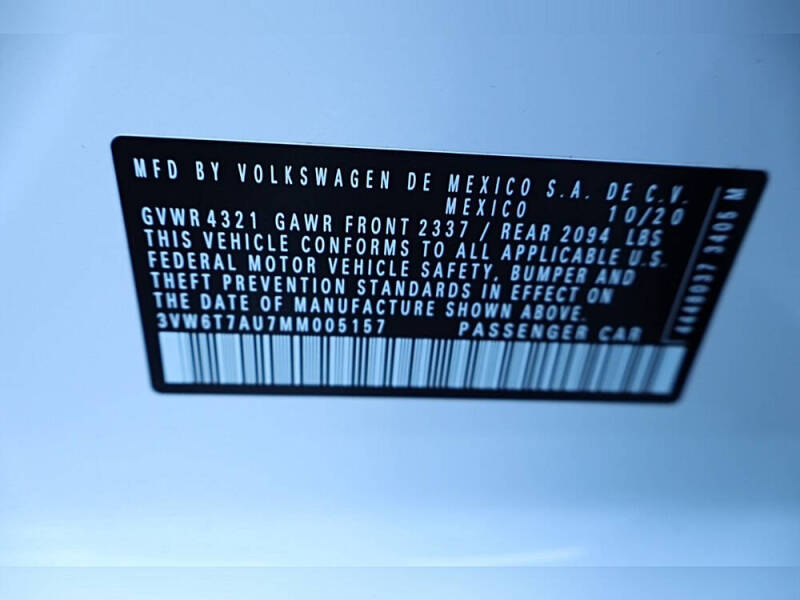 MFD BY VOLKSWAGEN DE MEXICO S.A. DE C.V.
MEXICO 10/20
GVWR 4321 GAWR FRONT 2337 / REAR 2094 LBS
THIS VEHICLE CONFORMS TO ALL APPLICABLE U.S.
FEDERAL MOTOR VEHICLE SAFETY, BUMPER AND
THEFT PREVENTION STANDARDS IN EFFECT ON
THE DATE OF MANUFACTURE SHOWN ABOVE.
3VW6T7AU7MM005157 PASSENGER CAR
3405 M